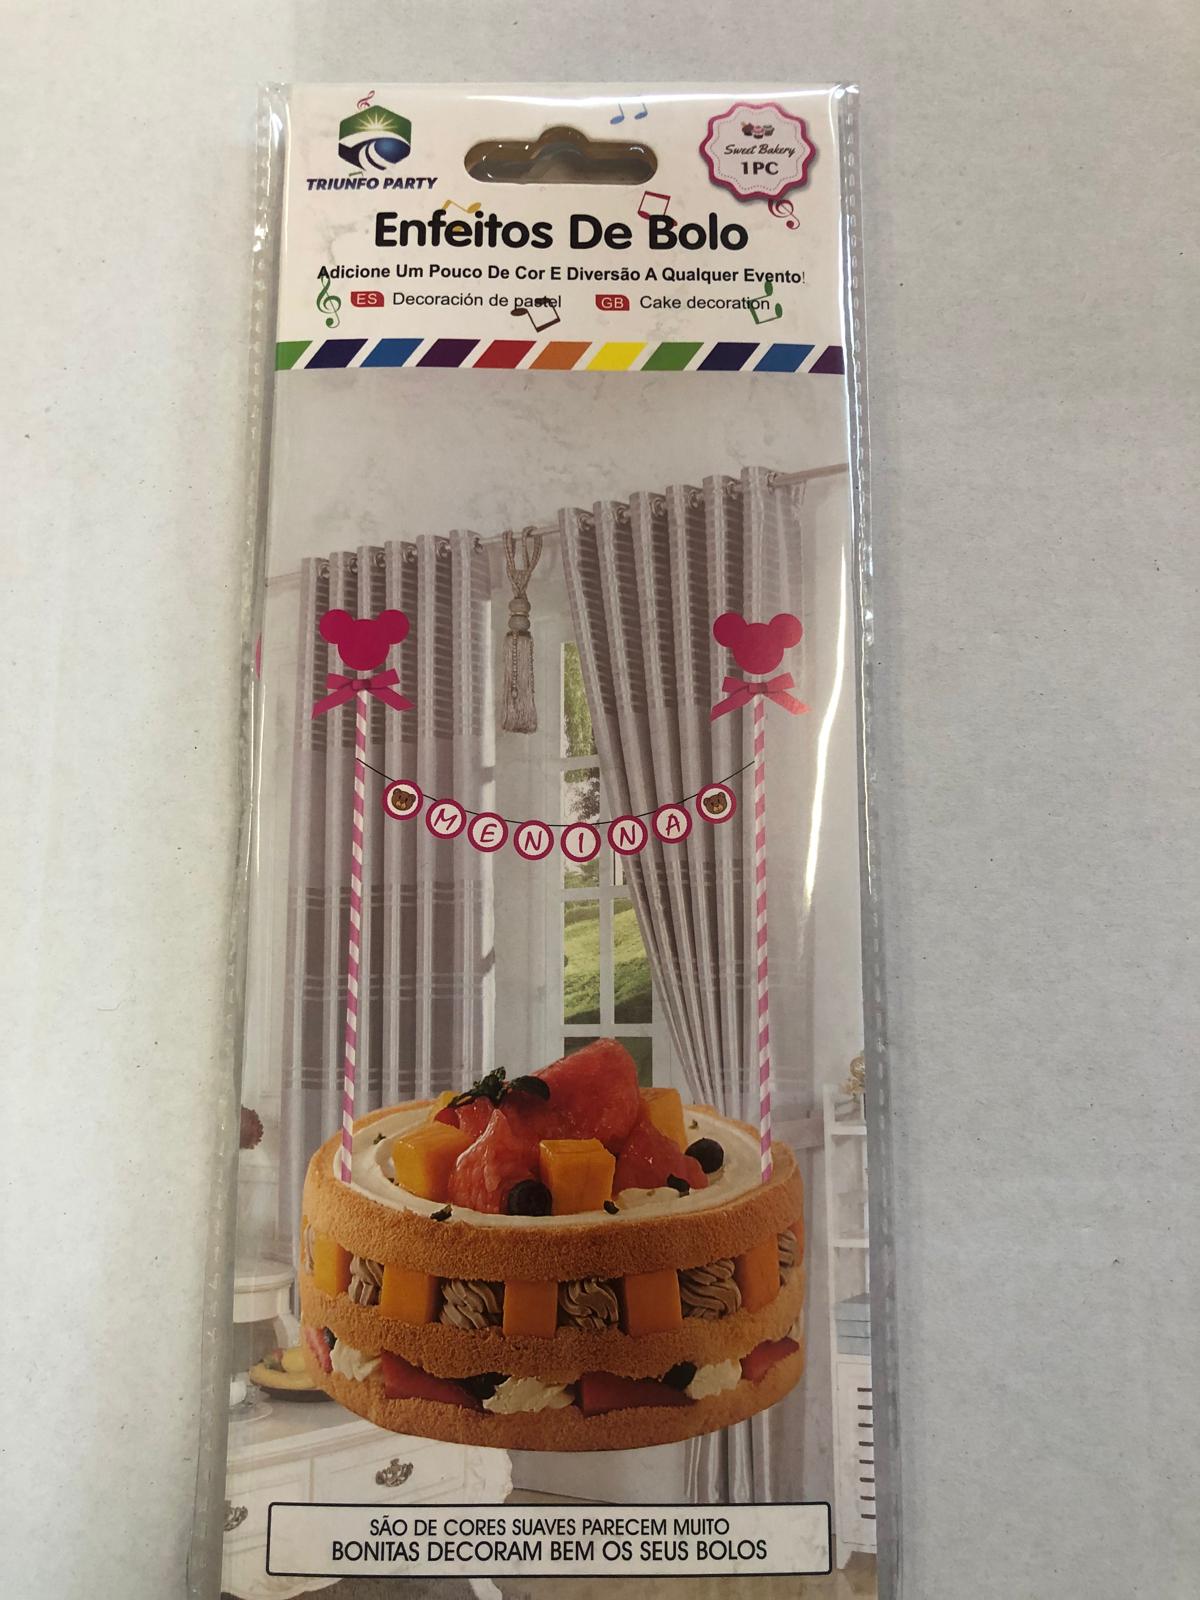 TRIUNFO PARTY
Sweet Bakery
1PC
Enfeitos De Bolo
Adicione Um Pouco De Cor E Diversão A Qualquer Evento!
ES Decoración de pastel GB Cake decoration
MENINA
SÃO DE CORES SUAVES PARECEM MUITO
BONITAS DECORAM BEM OS SEUS BOLOS